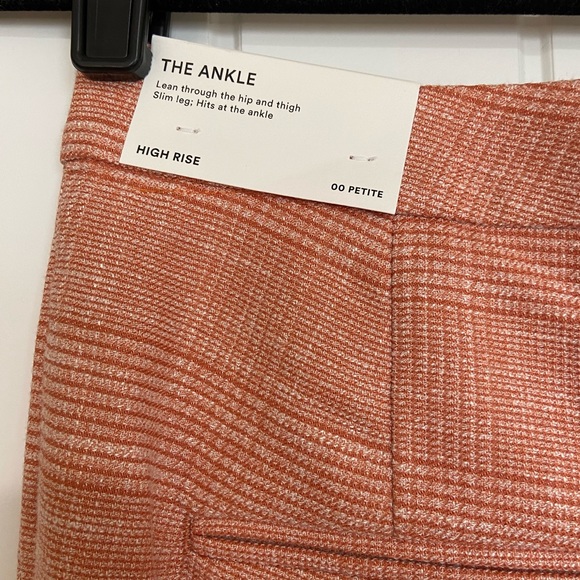 THE ANKLE
Lean through the hip and thigh
Slim leg; Hits at the ankle
HIGH RISE
00 PETITE